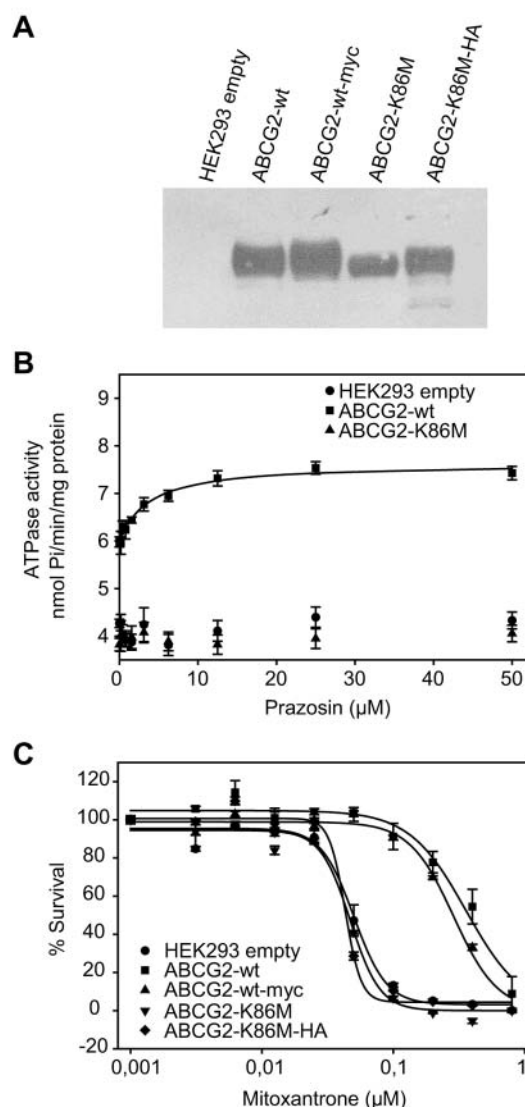 A
HEK293 empty
ABCG2-wt
ABCG2-wt-myc
ABCG2-K86M
ABCG2-K86M-HA
B
ATPase activity
nmol Pi/min/mg protein
9
8
7
6
5
4
HEK293 empty
ABCG2-wt
ABCG2-K86M
0 10 20 30 40 50
Prazosin (µM)
C
% Survival
120
100
80
60
40
20
0
-20
HEK293 empty
ABCG2-wt
ABCG2-wt-myc
ABCG2-K86M
ABCG2-K86M-HA
0,001 0,01 0,1 1
Mitoxantrone (µM)